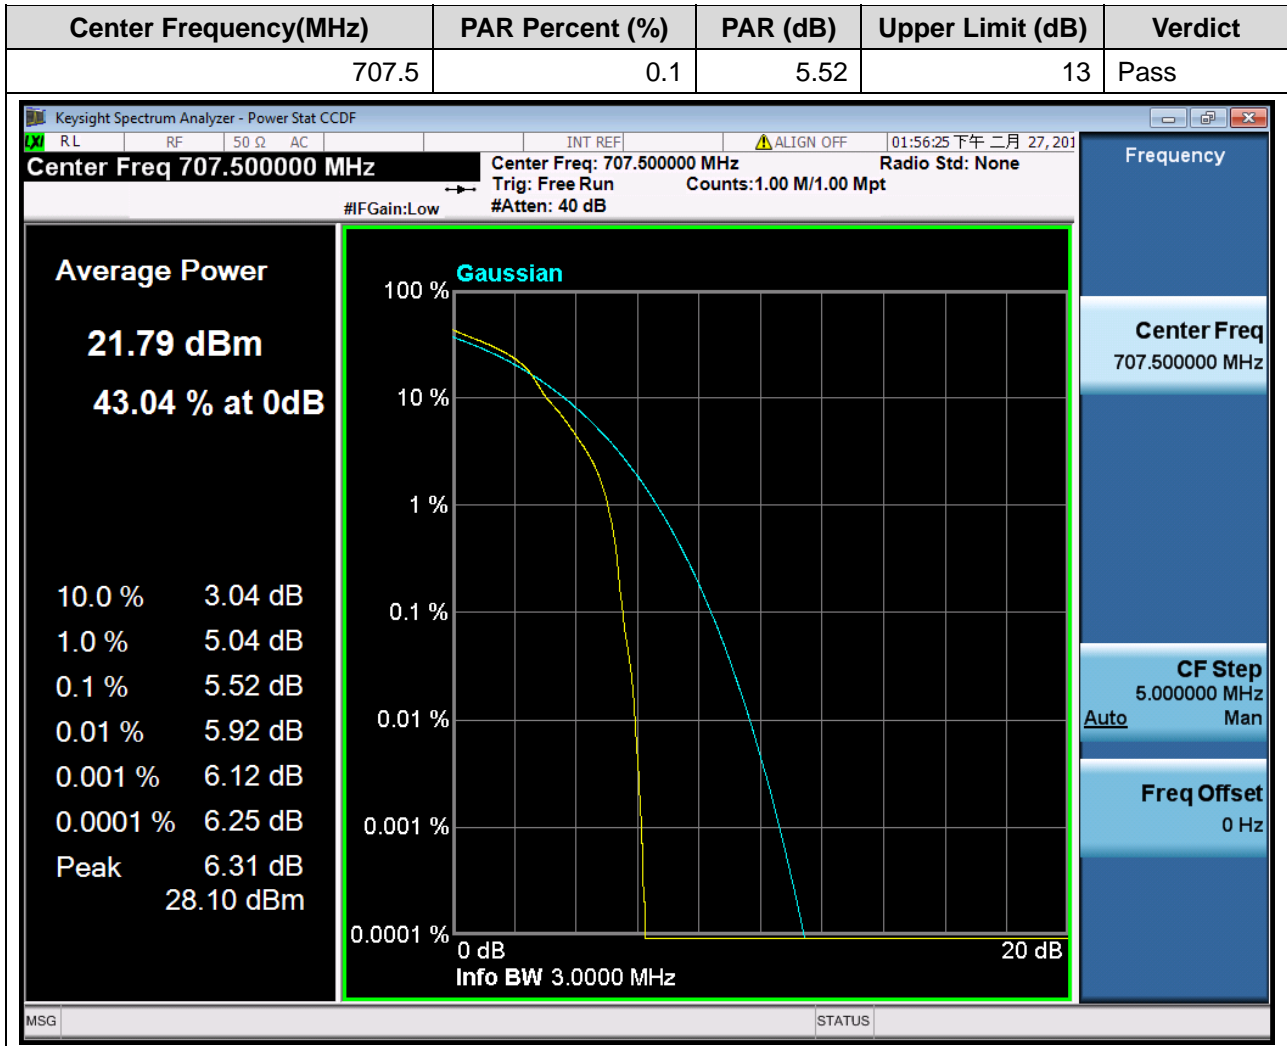 Center Frequency(MHz) PAR Percent (%) PAR (dB) Upper Limit (dB) Verdict
707.5 0.1 5.52 13 Pass
Keysight Spectrum Analyzer - Power Stat CCDF
LXI RL RF 50 Ω AC INT REF ALIGN OFF 01:56:25下午 二月 27, 201
Center Freq 707.500000 MHz
Center Freq: 707.500000 MHz Radio Std: None
Trig: Free Run Counts:1.00 M/1.00 Mpt
#IFGain:Low #Atten: 40 dB
Average Power
21.79 dBm
43.04 % at 0dB
10.0 % 3.04 dB
1.0 % 5.04 dB
0.1 % 5.52 dB
0.01 % 5.92 dB
0.001 % 6.12 dB
0.0001 % 6.25 dB
Peak 6.31 dB
28.10 dBm
Gaussian
100 %
10 %
1 %
0.1 %
0.01 %
0.001 %
0.0001 %
0 dB 20 dB
Info BW 3.0000 MHz
Frequency
Center Freq
707.500000 MHz
CF Step
5.000000 MHz
Auto Man
Freq Offset
0 Hz
MSG STATUS